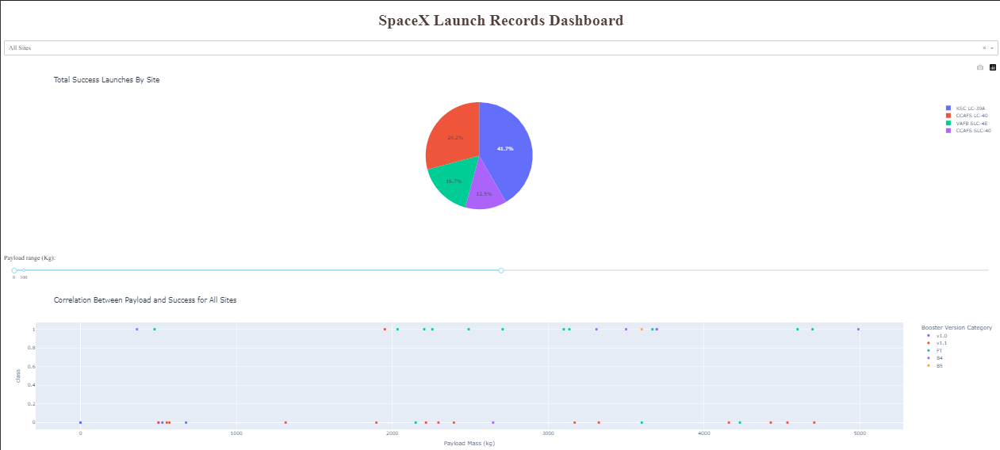 SpaceX Launch Records Dashboard
All Sites
Total Success Launches By Site
KSC LC-39A
CCAFS LC-40
VAFB SLC-4E
CCAFS SLC-40
29.2%
41.7%
16.7%
12.5%
Payload range (Kg):
0 100
Correlation Between Payload and Success for All Sites
1
0.8
0.6
0.4
0.2
0
class
0 1000 2000 3000 4000 5000
Payload Mass (kg)
Booster Version Category
v1.0
v1.1
FT
B4
B5